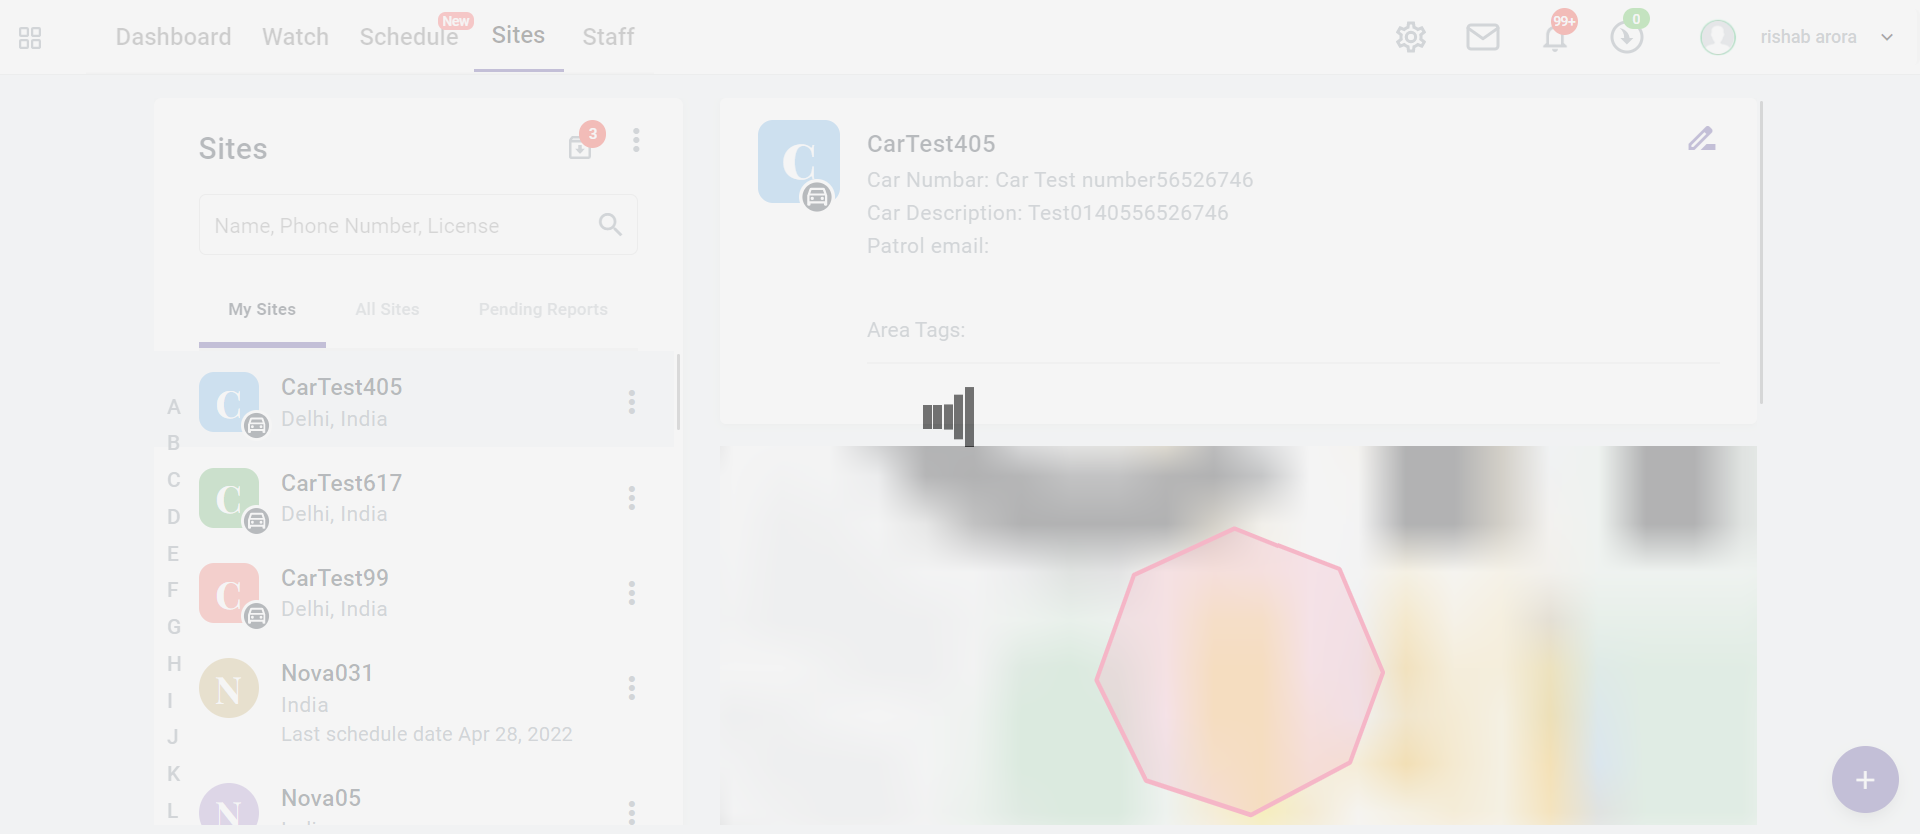 Dashboard Watch Schedule New Sites Staff 99+ 0 rishab arora
Sites 3
Name, Phone Number, License
My Sites All Sites Pending Reports
A
B
C
D
E
F
G
H
I
J
K
L
C CarTest405
Delhi, India
C CarTest617
Delhi, India
C CarTest99
Delhi, India
N Nova031
India
Last schedule date Apr 28, 2022
N Nova05
C CarTest405
Car Numbar: Car Test number56526746
Car Description: Test0140556526746
Patrol email:
Area Tags: